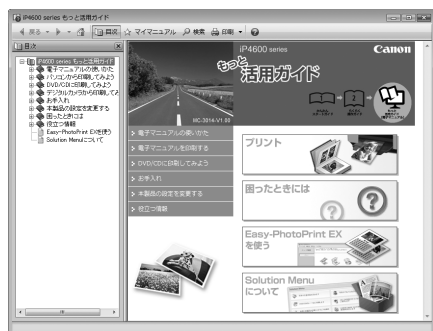 iP4600 series もっと活用ガイド
目次 マイマニュアル 検索 印刷
目次
iP4600 series もっと活用ガイド
電子マニュアルの使いかた
パソコンから印刷してみよう
DVD/CDに印刷してみよう
デジタルカメラから印刷してみ
お手入れ
本製品の設定を変更する
困ったときには
役立つ情報
Easy-PhotoPrint EXを使う
Solution Menuについて
iP4600 series
Canon
もっと
活用ガイド
MC-3014-V1.00
電子マニュアルの使いかた
電子マニュアルを印刷する
DVD/CDに印刷してみよう
お手入れ
本製品の設定を変更する
役立つ情報
プリント
困ったときには
Easy-PhotoPrint EX
を使う
Solution Menu
について